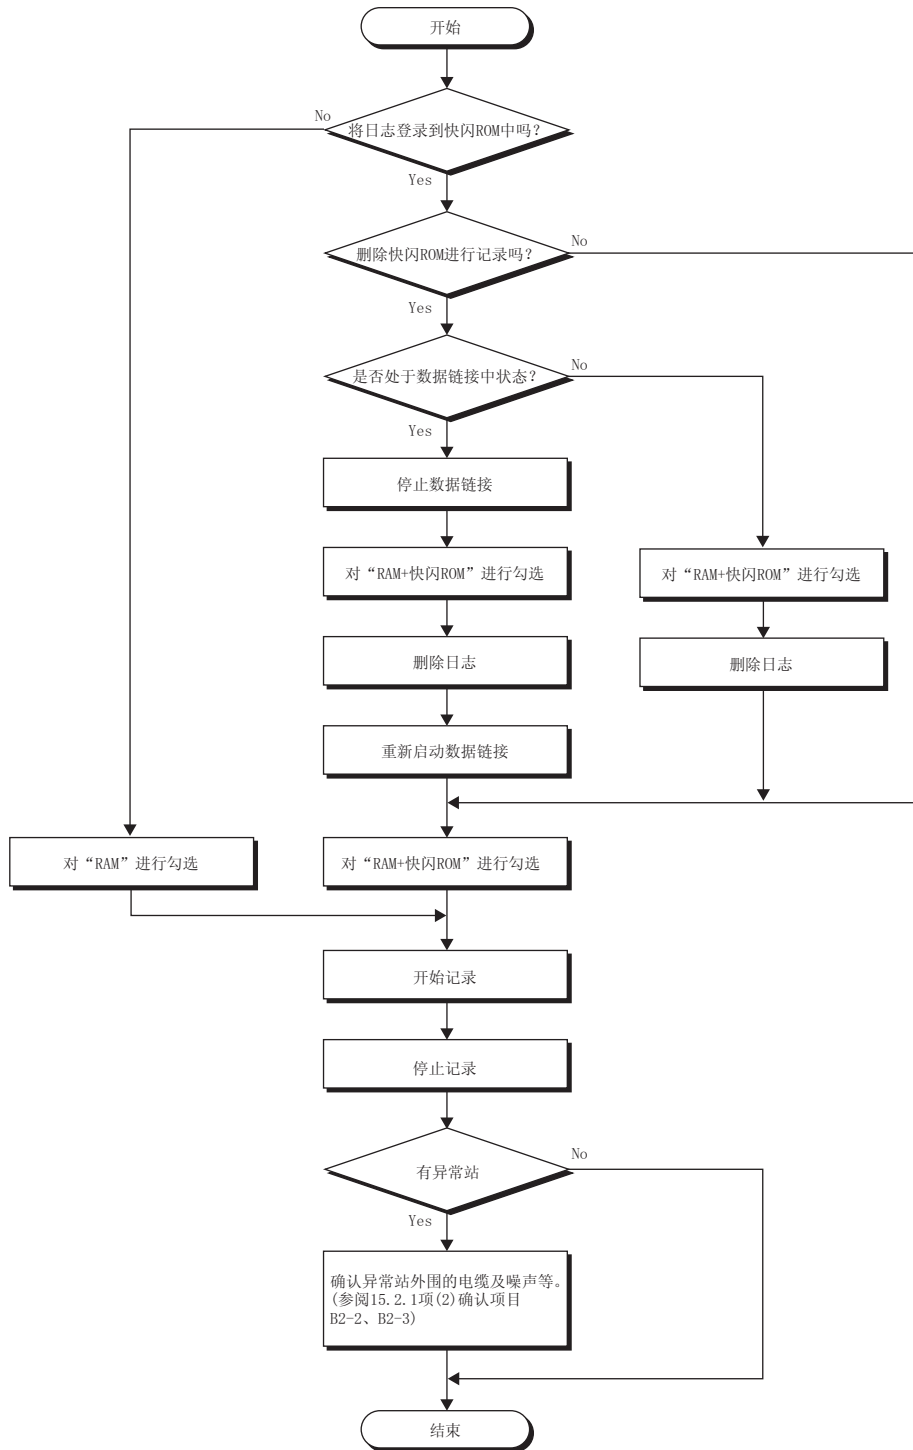 开始
No
将日志登录到快闪ROM中吗?
Yes
No
删除快闪ROM进行记录吗?
Yes
No
是否处于数据链接中状态?
Yes
停止数据链接
对“RAM+快闪ROM”进行勾选
对“RAM+快闪ROM”进行勾选
删除日志
删除日志
重新启动数据链接
对“RAM”进行勾选
对“RAM+快闪ROM”进行勾选
开始记录
停止记录
No
有异常站
Yes
确认异常站外围的电缆及噪声等。
(参阅15.2.1项(2)确认项目
B2-2、B2-3)
结束